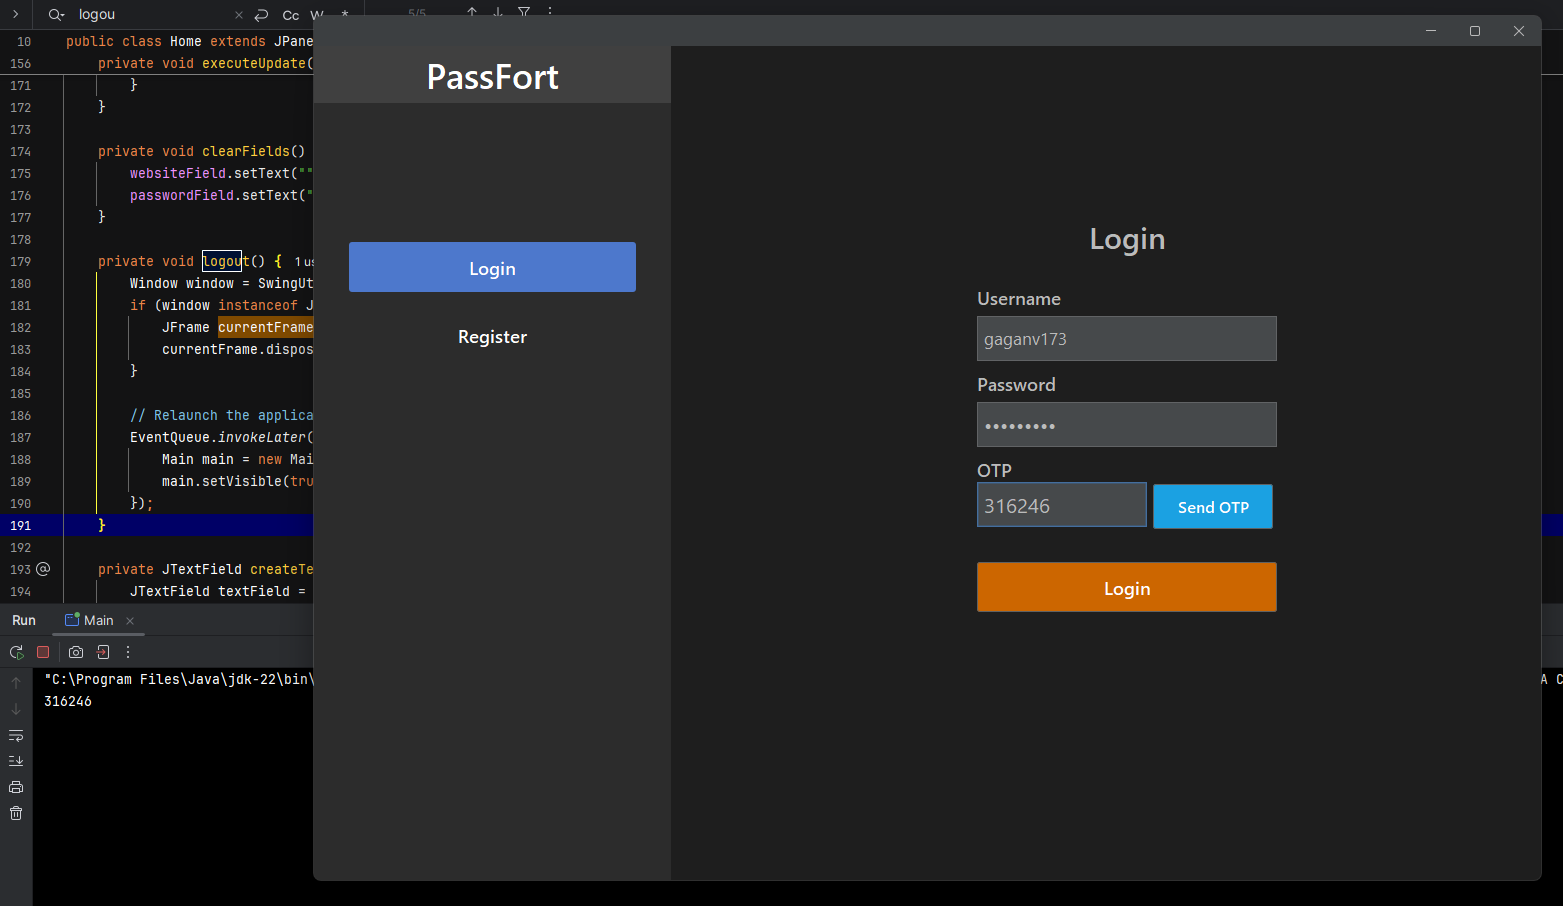 logou
Cc W .* 5/5
10 public class Home extends JPane
156 private void executeUpdate(
171 }
172 }
173
174 private void clearFields()
175 websiteField.setText(""
176 passwordField.setText("
177 }
178
179 private void logout() { 1 us
180 Window window = SwingUt
181 if (window instanceof J
182 JFrame currentFrame
183 currentFrame.dispos
184 }
185
186 // Relaunch the applica
187 EventQueue.invokeLater(
188 Main main = new Mai
189 main.setVisible(tru
190 });
191 }
192
193 @ private JTextField createTe
194 JTextField textField =
Run Main
"C:\Program Files\Java\jdk-22\bin\
A C
316246
PassFort
Login
Register
Login
Username
gaganv173
Password
•••••••••
OTP
316246 Send OTP
Login